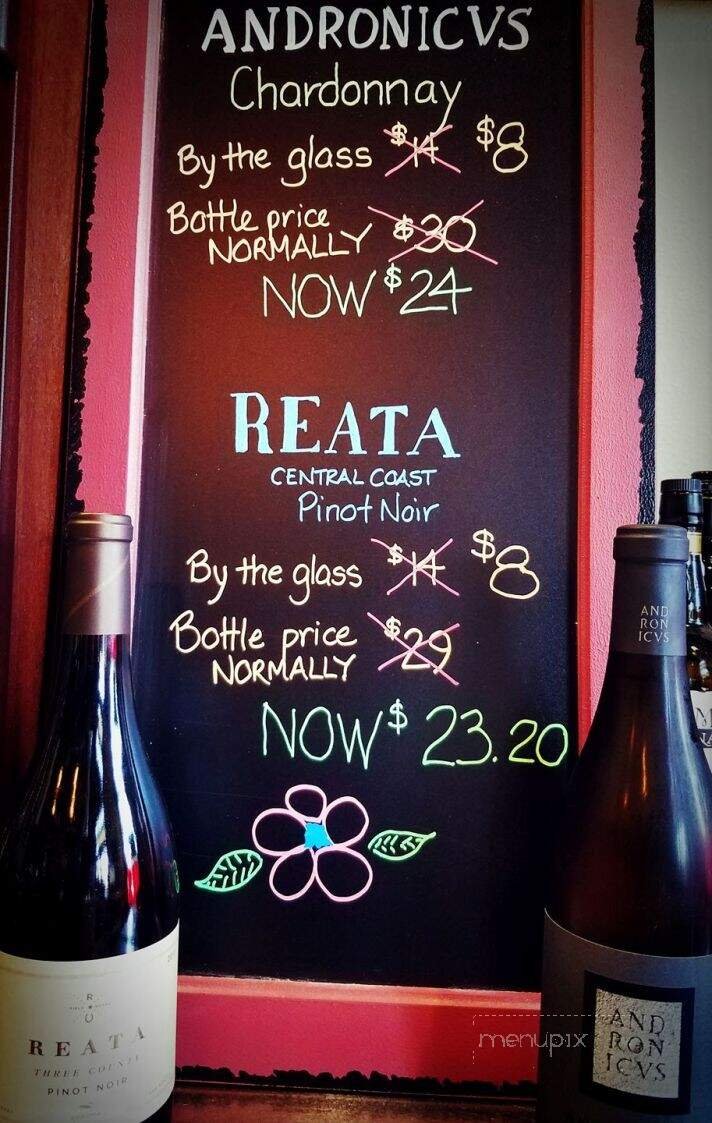 ANDRONICVS
Chardonnay
By the glass $14 $8
Bottle price
NORMALLY $30
NOW $24
REATA
CENTRAL COAST
Pinot Noir
By the glass $14 $8
Bottle price
NORMALLY $29
NOW $23.20
AND
RON
ICVS
R
U
REATA
THREE COUNTY
PINOT NOIR
AND
RON
ICVS
menupix